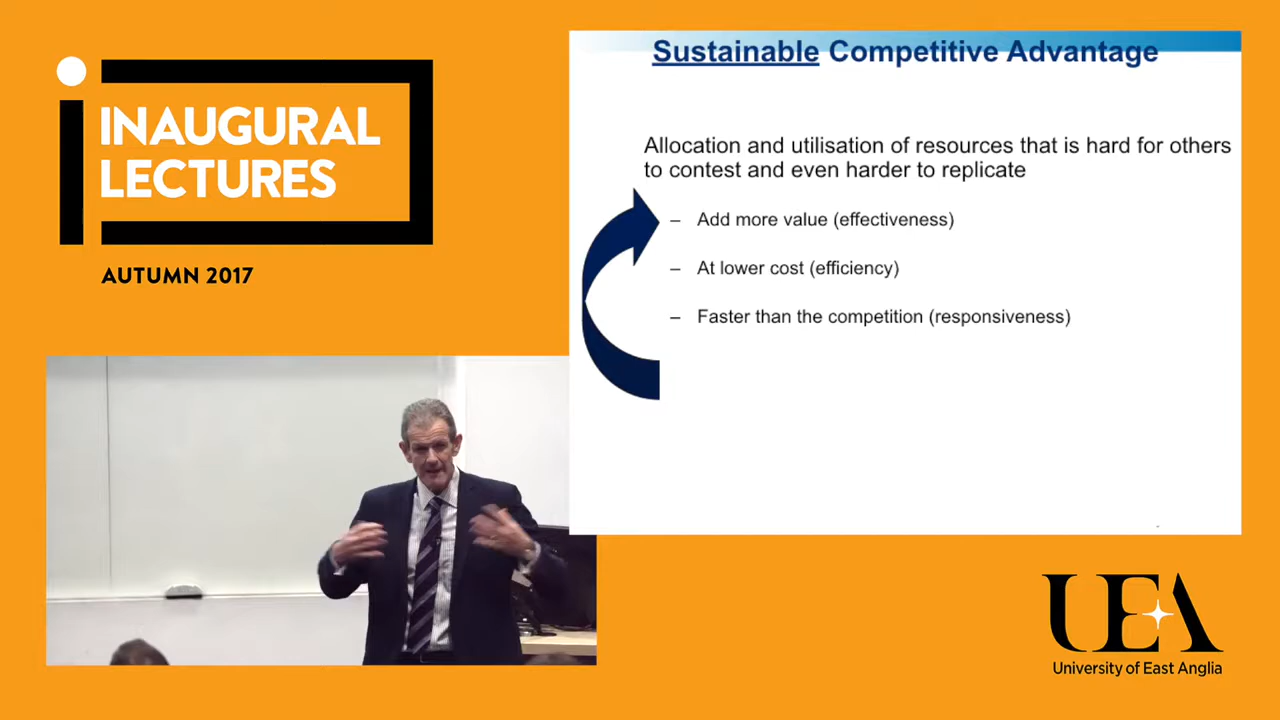 INAUGURAL
LECTURES
AUTUMN 2017
Sustainable Competitive Advantage
Allocation and utilisation of resources that is hard for others
to contest and even harder to replicate
– Add more value (effectiveness)
– At lower cost (efficiency)
– Faster than the competition (responsiveness)
UEA
University of East Anglia